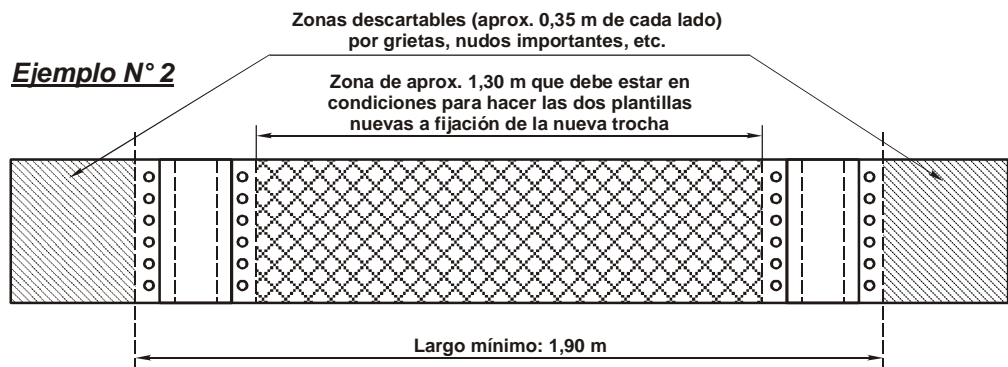 Zonas descartables (aprox. 0,35 m de cada lado)
por grietas, nudos importantes, etc.
Ejemplo N° 2
Zona de aprox. 1,30 m que debe estar en
condiciones para hacer las dos plantillas
nuevas a fijación de la nueva trocha
Largo mínimo: 1,90 m